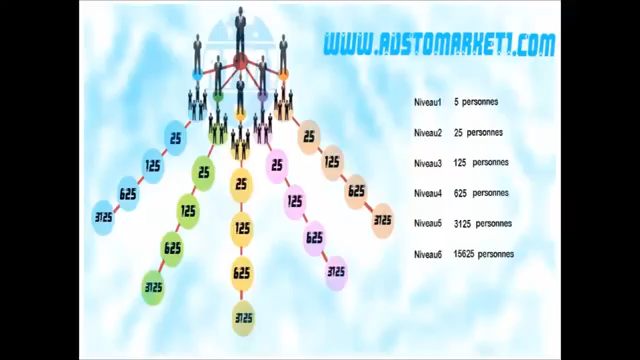 WWW.AUSTOMARKET1.COM
Niveau1 5 personnes
Niveau2 25 personnes
Niveau3 125 personnes
Niveau4 625 personnes
Niveau5 3125 personnes
Niveau6 15625 personnes
25
125
625
3125
25
125
625
3125
25
125
625
3125
25
125
625
3125
25
125
625
3125